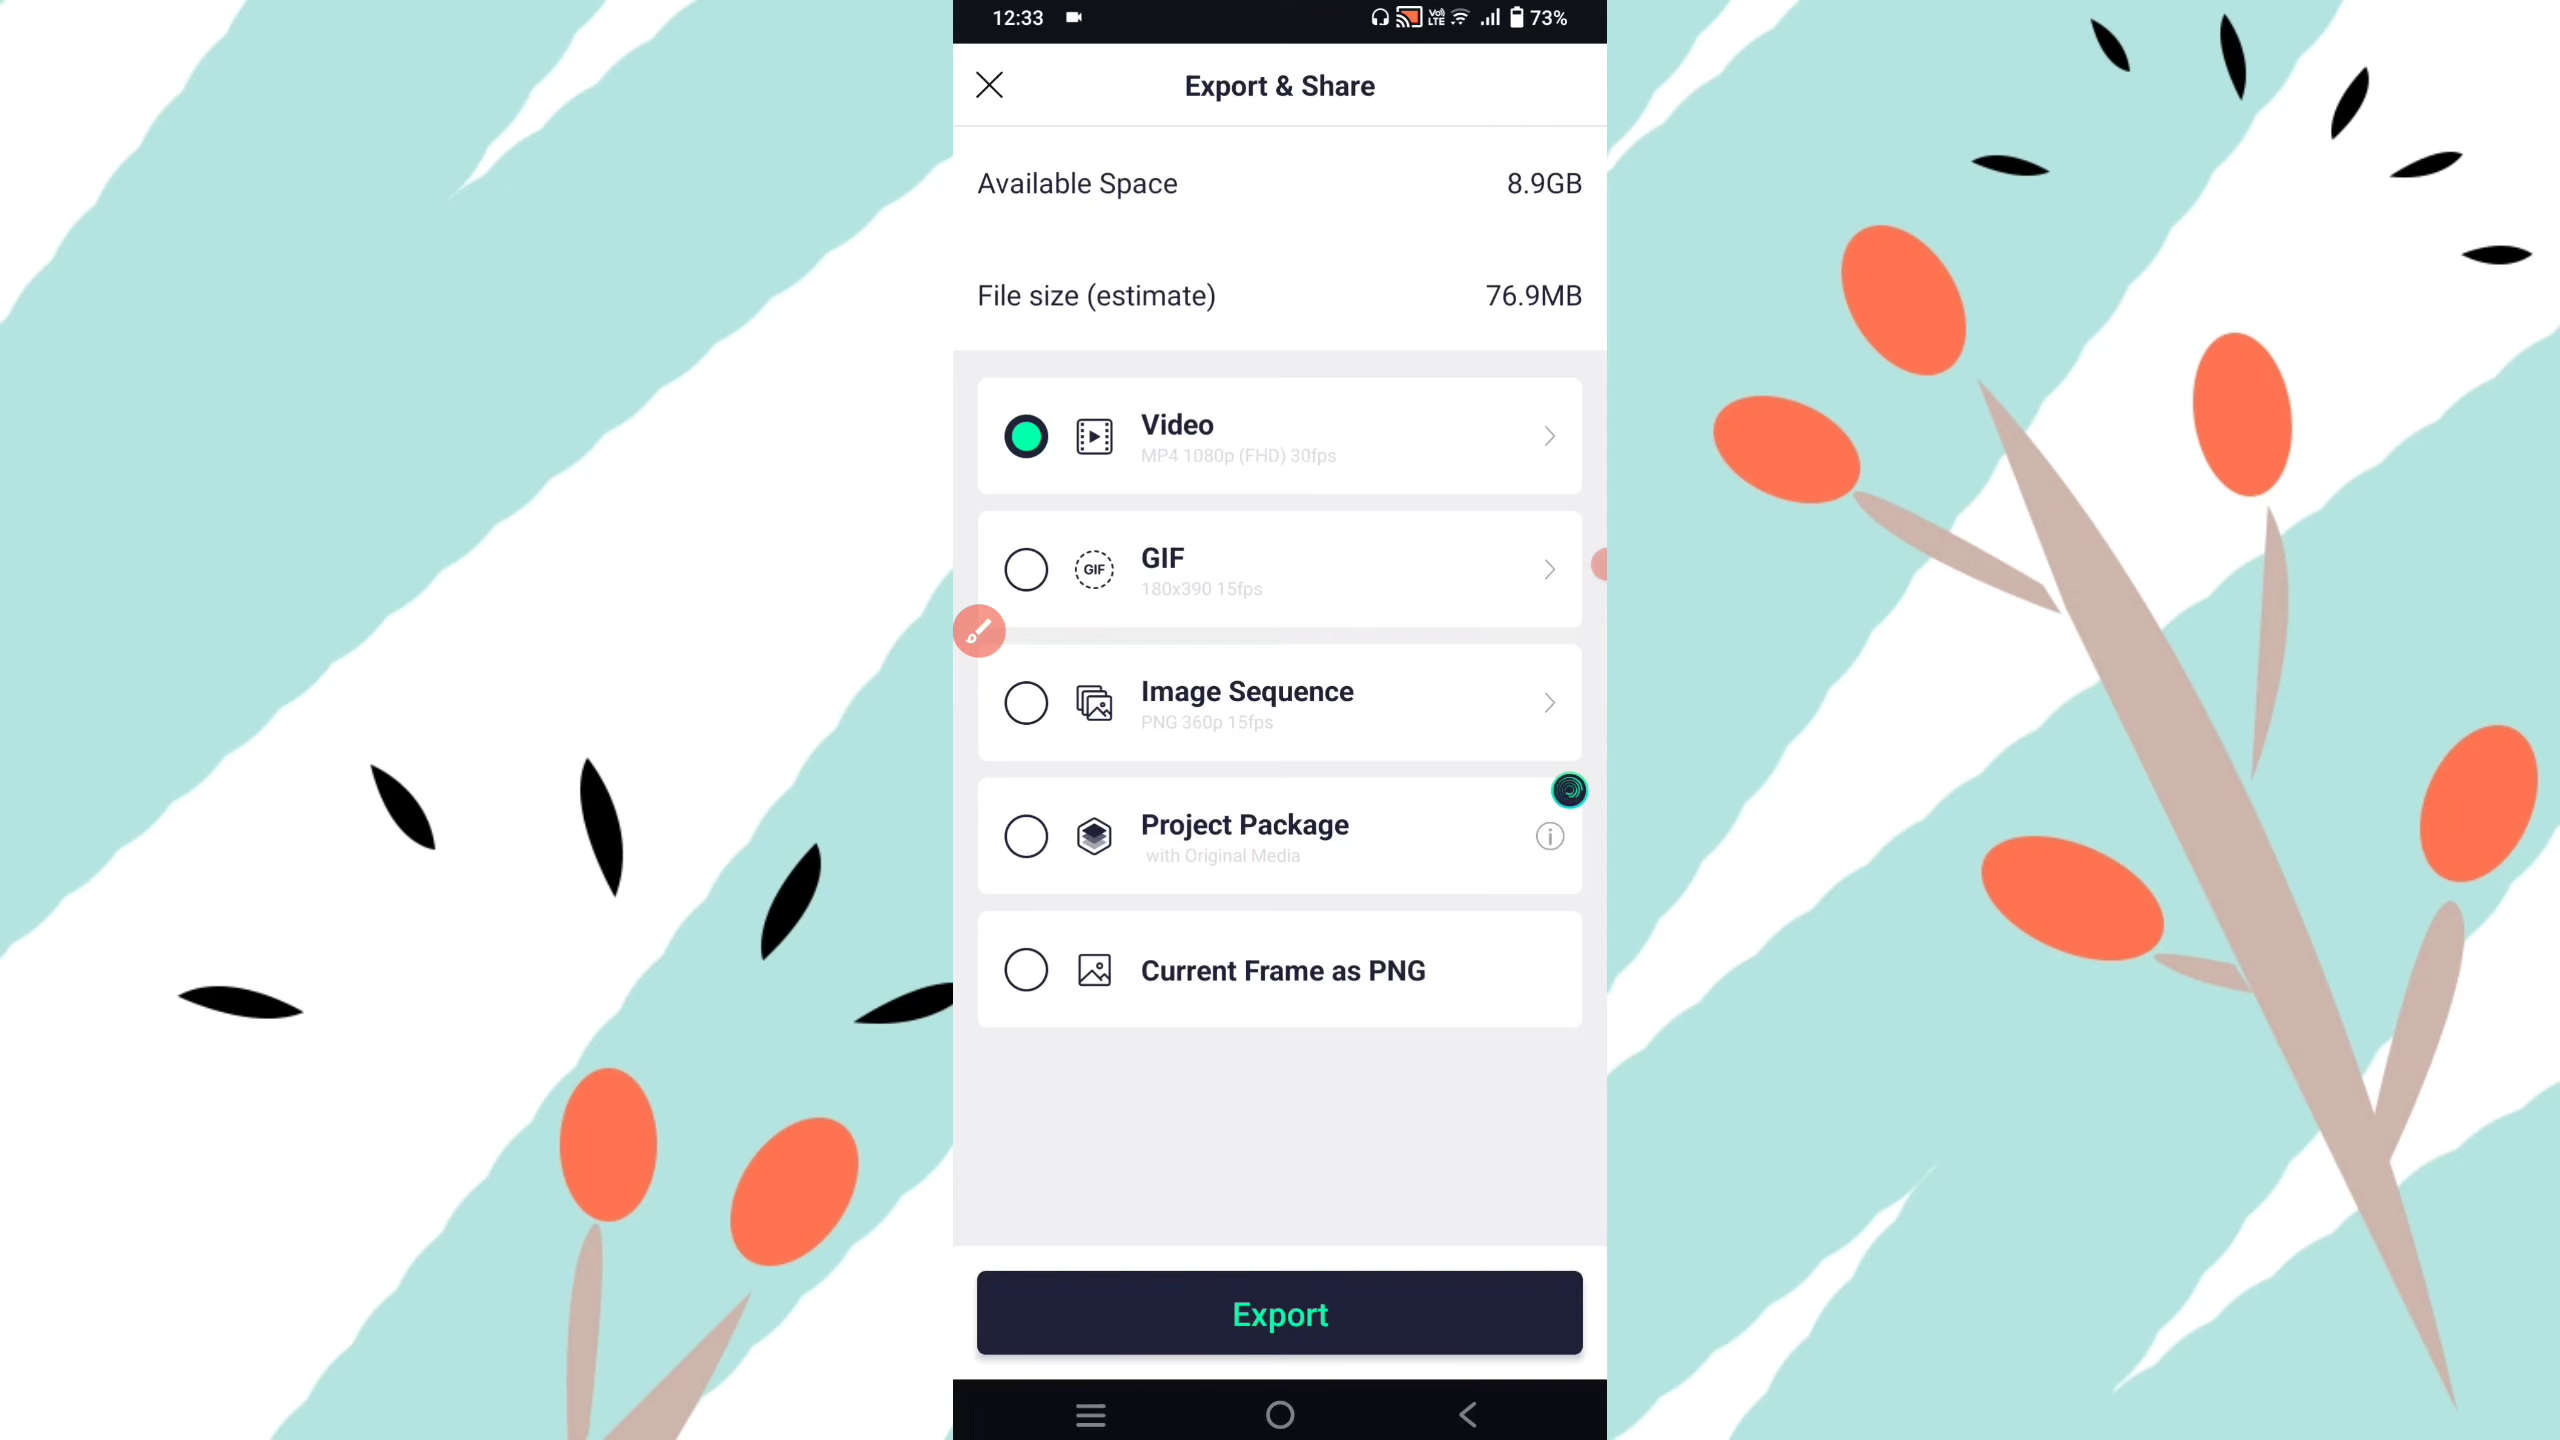 12:33
Vo) LTE 73%
Export & Share
Available Space 8.9GB
File size (estimate) 76.9MB
Video
MP4 1080p (FHD) 30fps
GIF
GIF
180x390 15fps
Image Sequence
PNG 360p 15fps
Project Package
with Original Media
Current Frame as PNG
Export